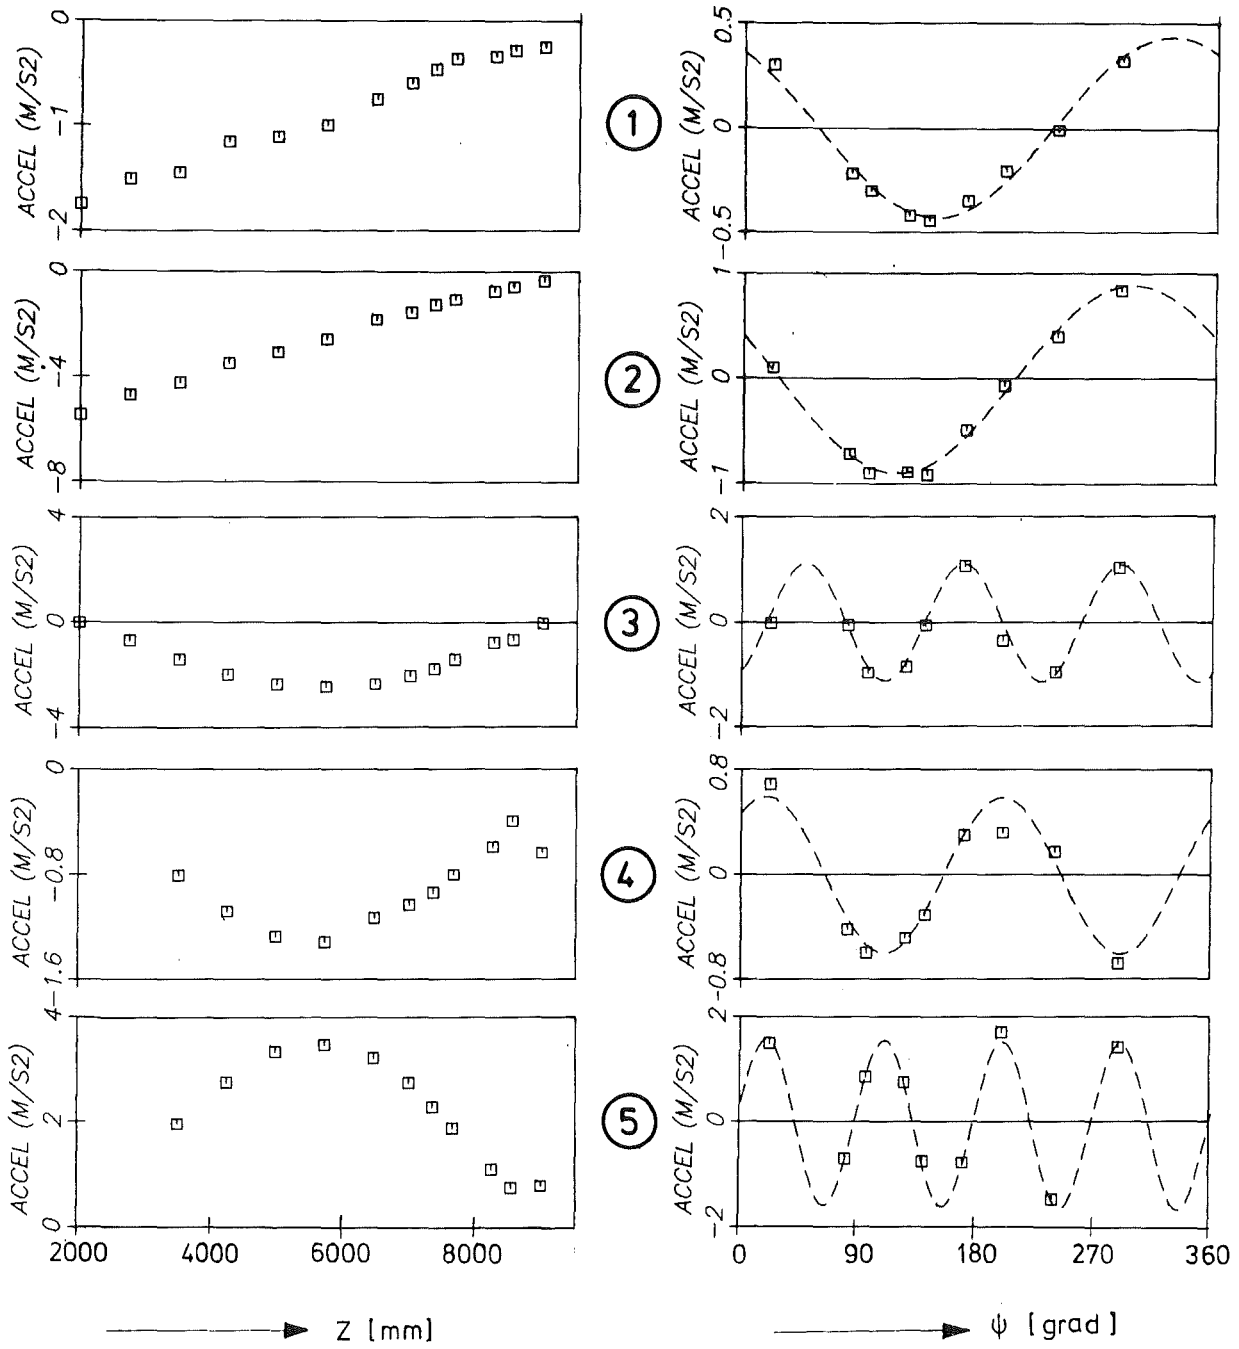 0
-1
-2
ACCEL (M/S2)
1
0.5
0
-0.5
ACCEL (M/S2)
0
-4
-8
ACCEL (M/S2)
2
1
0
-1
ACCEL (M/S2)
4
0
-4
ACCEL (M/S2)
3
2
0
-2
ACCEL (M/S2)
0
-0.8
-1.6
ACCEL (M/S2)
4
0.8
0
-0.8
ACCEL (M/S2)
4
2
0
ACCEL (M/S2)
5
2
0
-2
ACCEL (M/S2)
2000 4000 6000 8000
0 90 180 270 360
Z [mm]
ψ [grad]